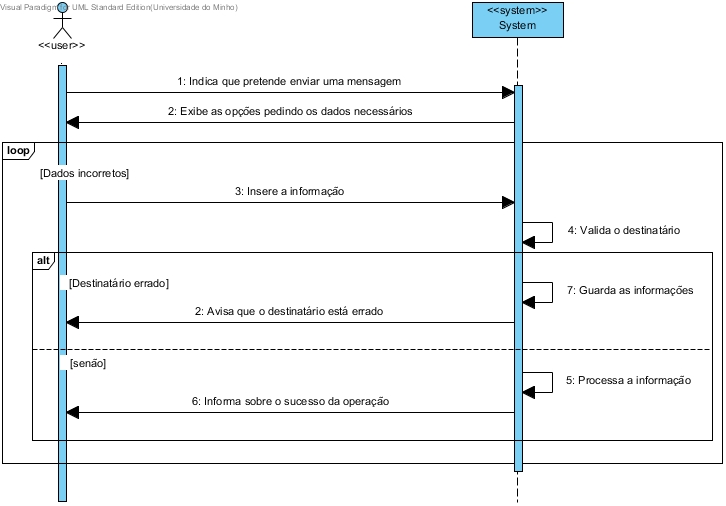 Visual Paradigm for UML Standard Edition(Universidade do Minho)
<<user>>
<<system>>
System
1: Indica que pretende enviar uma mensagem
2: Exibe as opções pedindo os dados necessários
loop
[Dados incorretos]
3: Insere a informação
4: Valida o destinatário
alt
[Destinatário errado]
7: Guarda as informações
2: Avisa que o destinatário está errado
[senão]
5: Processa a informação
6: Informa sobre o sucesso da operação